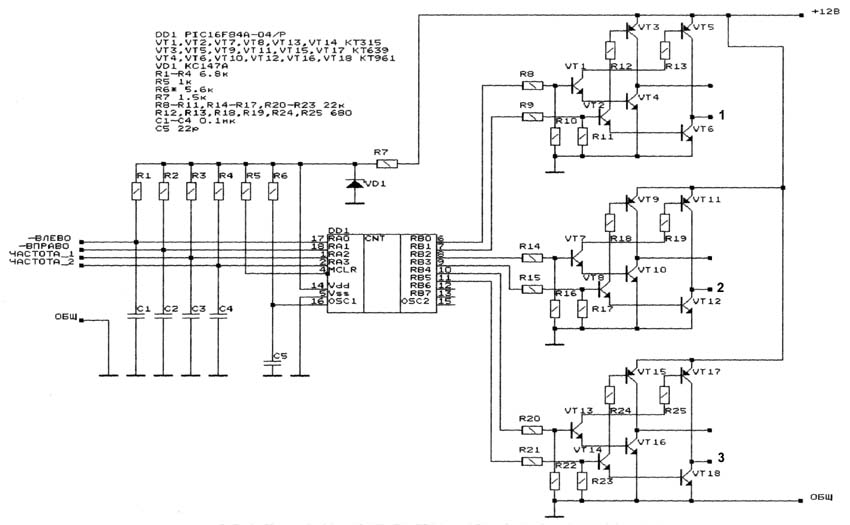 +12В
DD1 PIC16F84A-04/P
VT1,VT2,VT7,VT8,VT13,VT14 КТ315
VT3,VT5,VT9,VT11,VT15,VT17 КТ639
VT4,VT6,VT10,VT12,VT16,VT18 КТ961
VD1 КС147А
R1-R4 6.8к
R5 1к
R6* 5.6к
R7 1.5к
R8-R11,R14-R17,R20-R23 22к
R12,R13,R18,R19,R24,R25 680
C1-C4 0.1мк
C5 22р
VT3 VT5
R12 R13
VT1
R8
VT4
VT2
R9
1
R10
R11
VT6
R7
R1 R2 R3 R4 R5 R6
VD1
VT9 VT11
R18 R19
DD1
CNT
-ВЛЕВО 17 RA0 RB0 6
-ВПРАВО 18 RA1 RB1 7
ЧАСТОТА_1 1 RA2 RB2 8
ЧАСТОТА_2 2 RA3 RB3 9
4 MCLR RB4 10
RB5 11
14 Vdd RB6 12
5 Vss RB7 13
16 OSC1 OSC2 15
VT7
R14
VT10
VT8
R15
2
R16
R17
VT12
C1 C2 C3 C4
ОБЩ
C5
VT15 VT17
R24 R25
VT13
R20
VT16
VT14
R21
3
R22
R23
VT18
ОБЩ